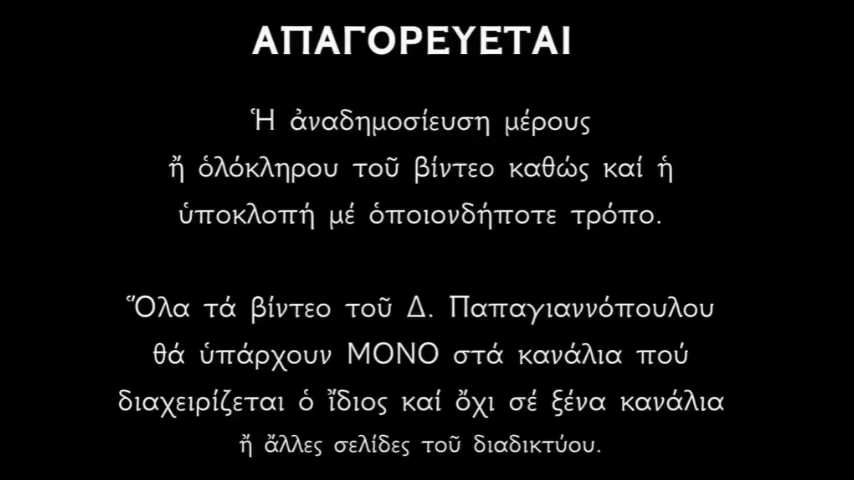 ΑΠΑΓΟΡΕΥΕΤΑΙ
Ἡ ἀναδημοσίευση μέρους
ἤ ὁλόκληρου τοῦ βίντεο καθώς καί ἡ
ὑποκλοπή μέ ὁποιονδήποτε τρόπο.
Ὅλα τά βίντεο τοῦ Δ. Παπαγιαννόπουλου
θά ὑπάρχουν ΜΟΝΟ στά κανάλια πού
διαχειρίζεται ὁ ἴδιος καί ὄχι σέ ξένα κανάλια
ἤ ἄλλες σελίδες τοῦ διαδικτύου.